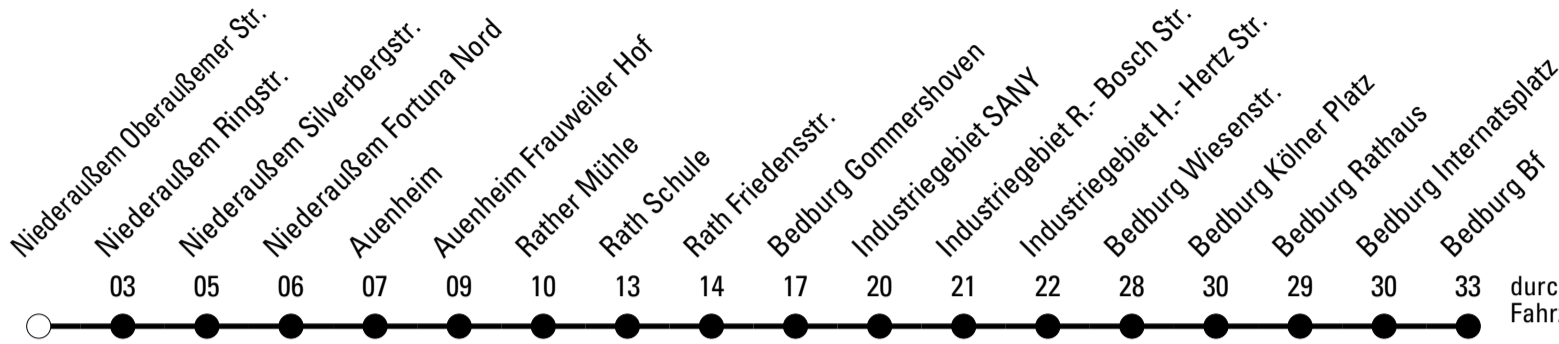 Niederaußem Oberaußemer Str.
Niederaußem Ringstr.
Niederaußem Silverbergstr.
Niederaußem Fortuna Nord
Auenheim
Auenheim Frauweiler Hof
Rather Mühle
Rath Schule
Rath Friedensstr.
Bedburg Gommershoven
Industriegebiet SANY
Industriegebiet R.- Bosch Str.
Industriegebiet H.- Hertz Str.
Bedburg Wiesenstr.
Bedburg Kölner Platz
Bedburg Rathaus
Bedburg Internatsplatz
Bedburg Bf
03 05 06 07 09 10 13 14 17 20 21 22 28 30 29 30 33 durc
Fahr